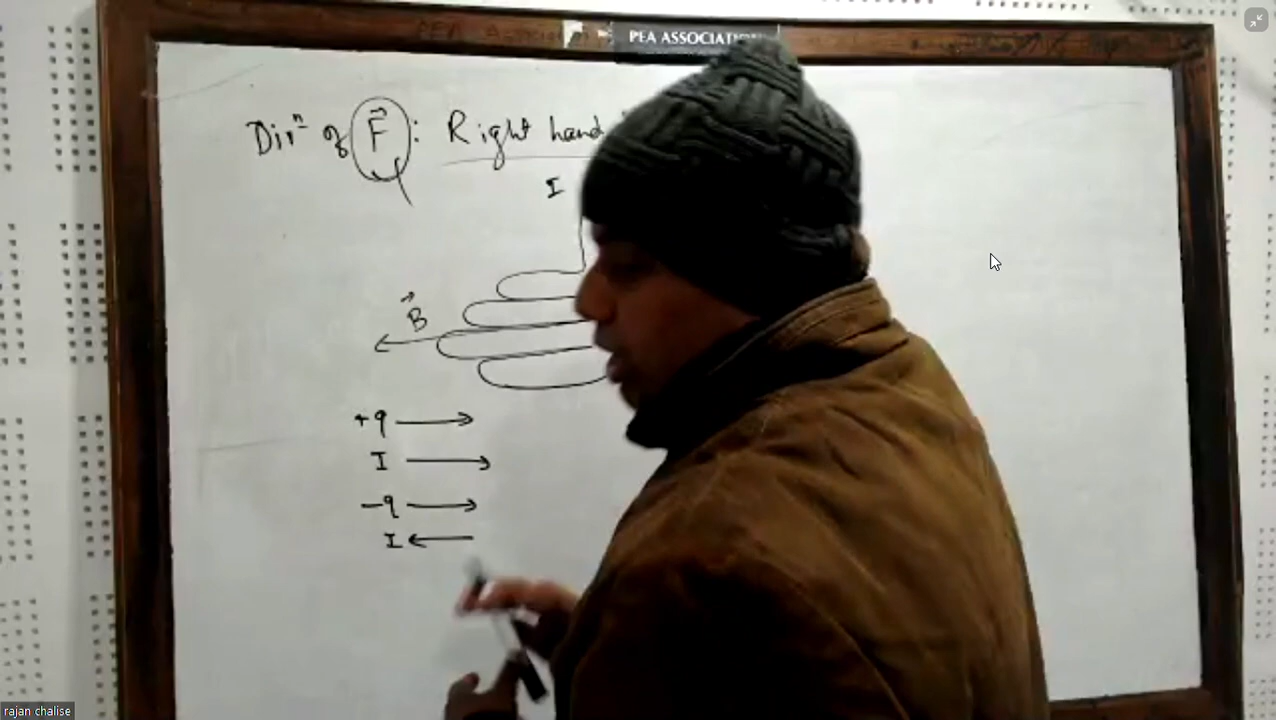 PEA ASSOCIATION
Dirⁿ of F⃗ : Right hand
I
B⃗
+q →
I →
-q →
I ←
rajan chalise